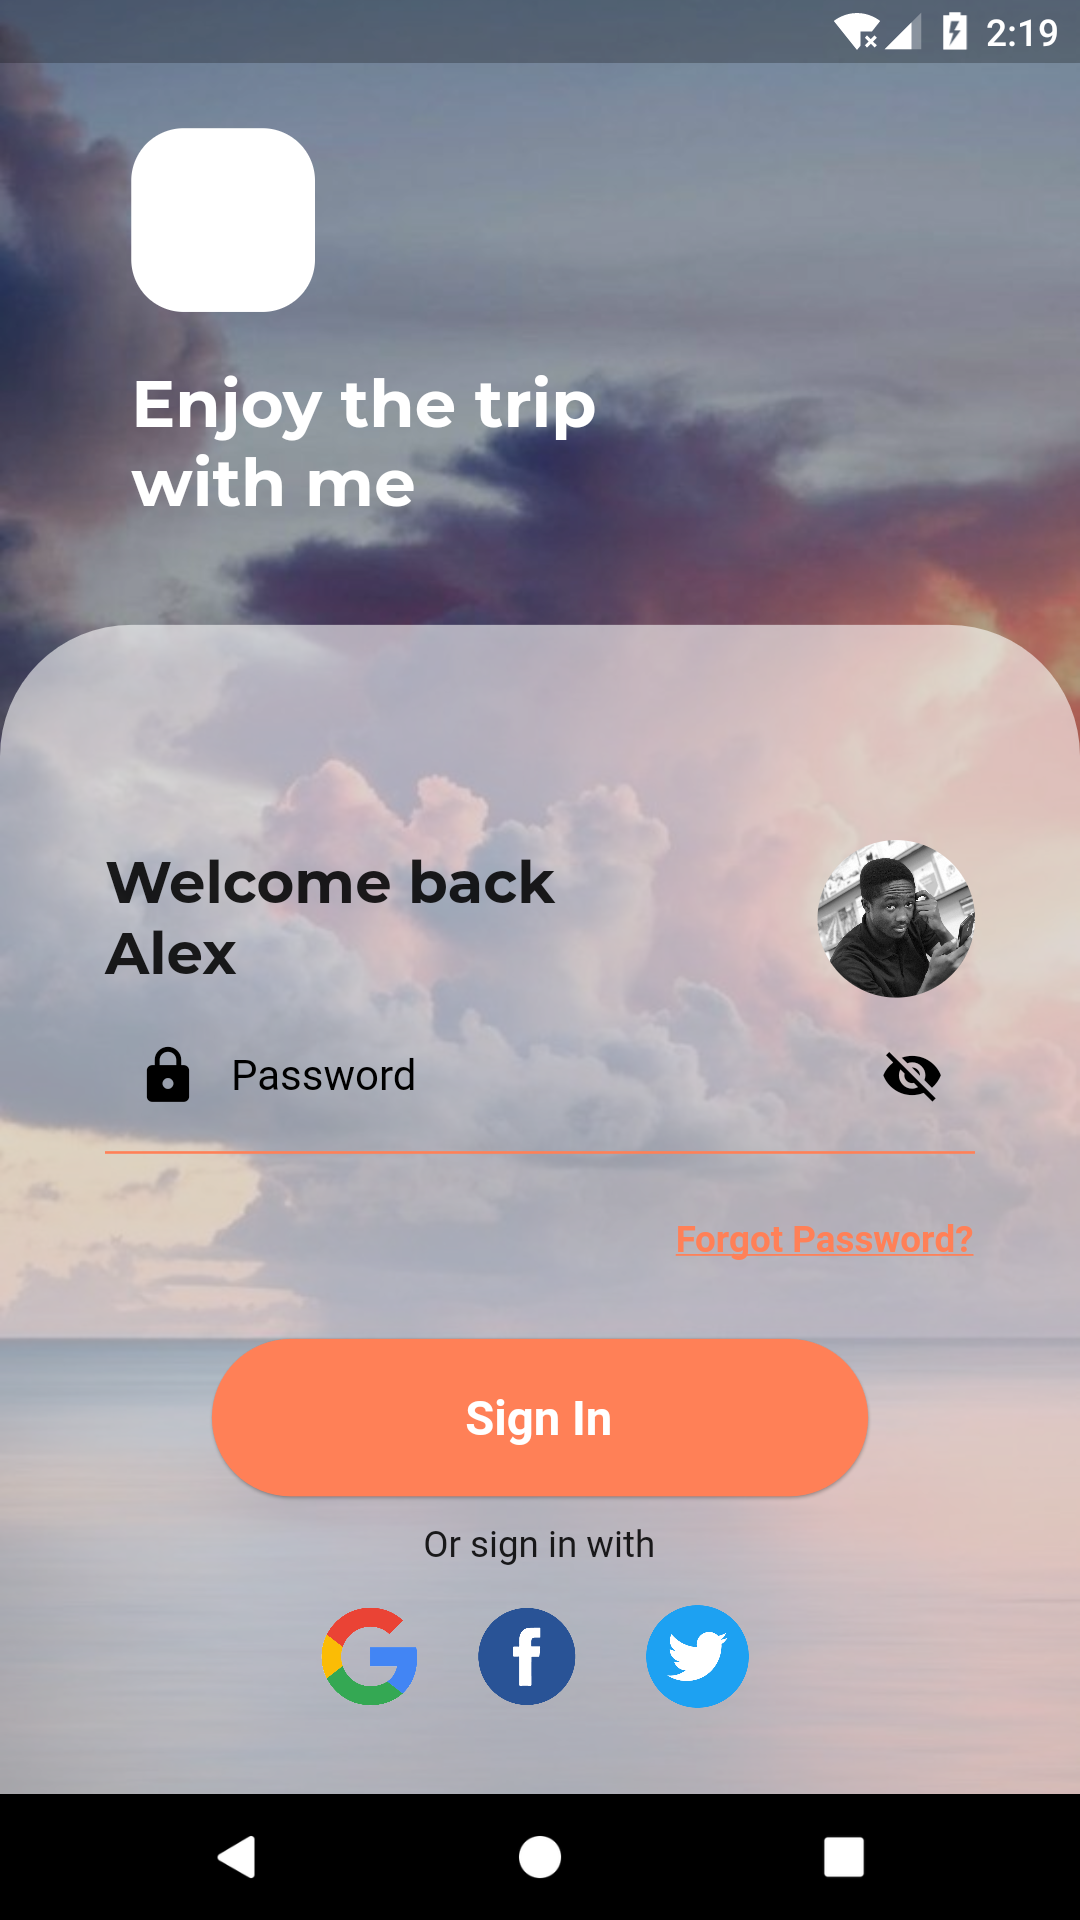 2:19
Enjoy the trip
with me
Welcome back
Alex
Password
Forgot Password?
Sign In
Or sign in with